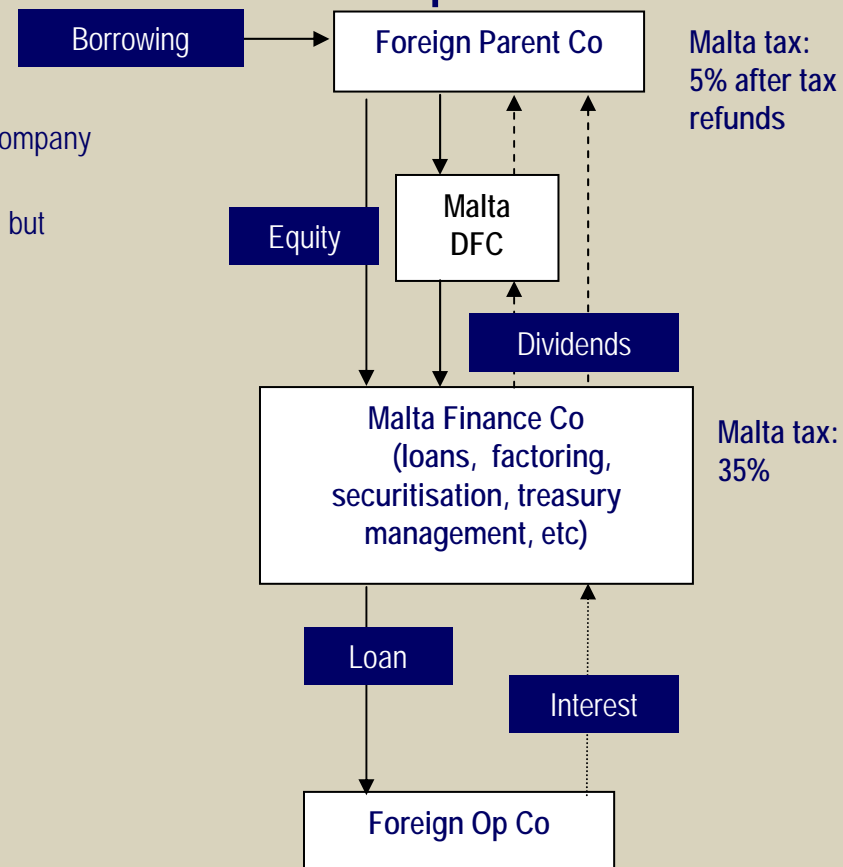 Borrowing
Foreign Parent Co
Malta tax:
5% after tax
refunds
ompany
but
Equity
Malta
DFC
Dividends
Malta Finance Co
(loans, factoring,
securitisation, treasury
management, etc)
Malta tax:
35%
Loan
Interest
Foreign Op Co